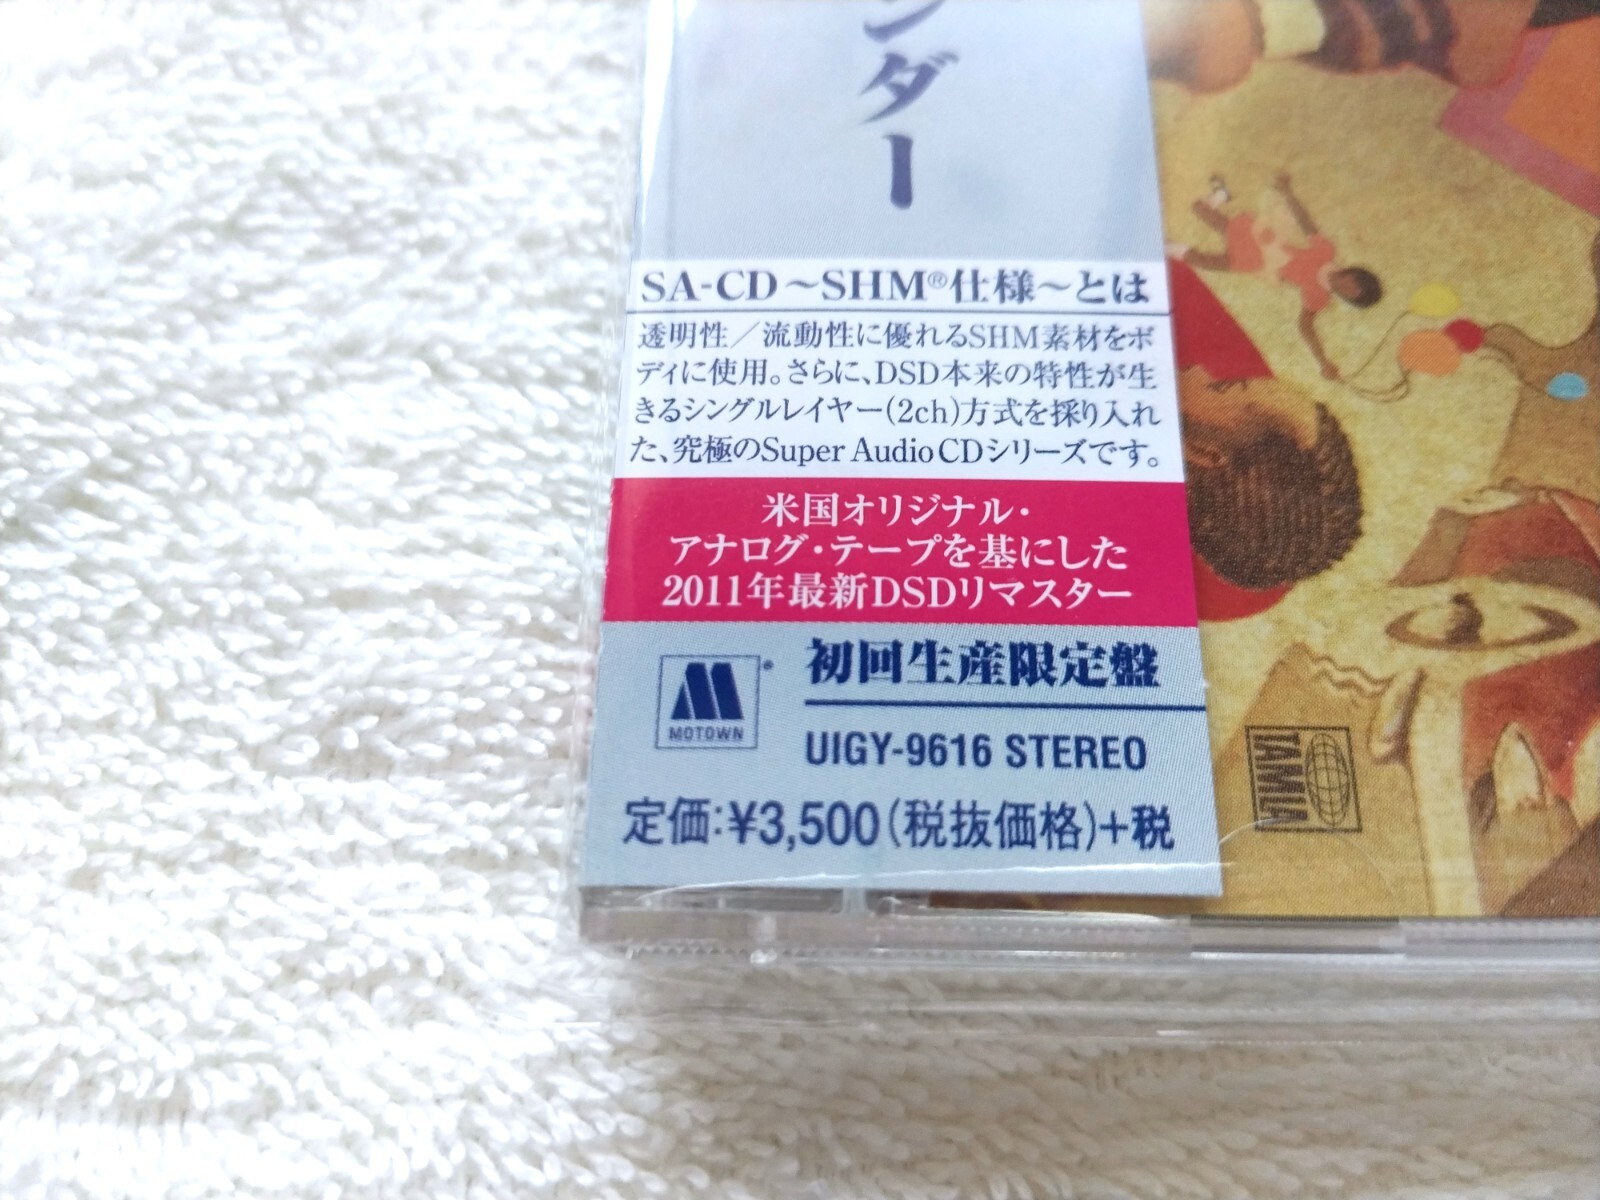 ンダー
SA-CD～SHM®仕様～とは
透明性／流動性に優れるSHM素材をボ
ディに使用。さらに、DSD本来の特性が生
きるシングルレイヤー(2ch)方式を採り入れ
た、究極のSuper Audio CDシリーズです。
米国オリジナル・
アナログ・テープを基にした
2011年最新DSDリマスター
MOTOWN
初回生産限定盤
UIGY-9616 STEREO
定価:¥3,500(税抜価格)+税
TAMLA